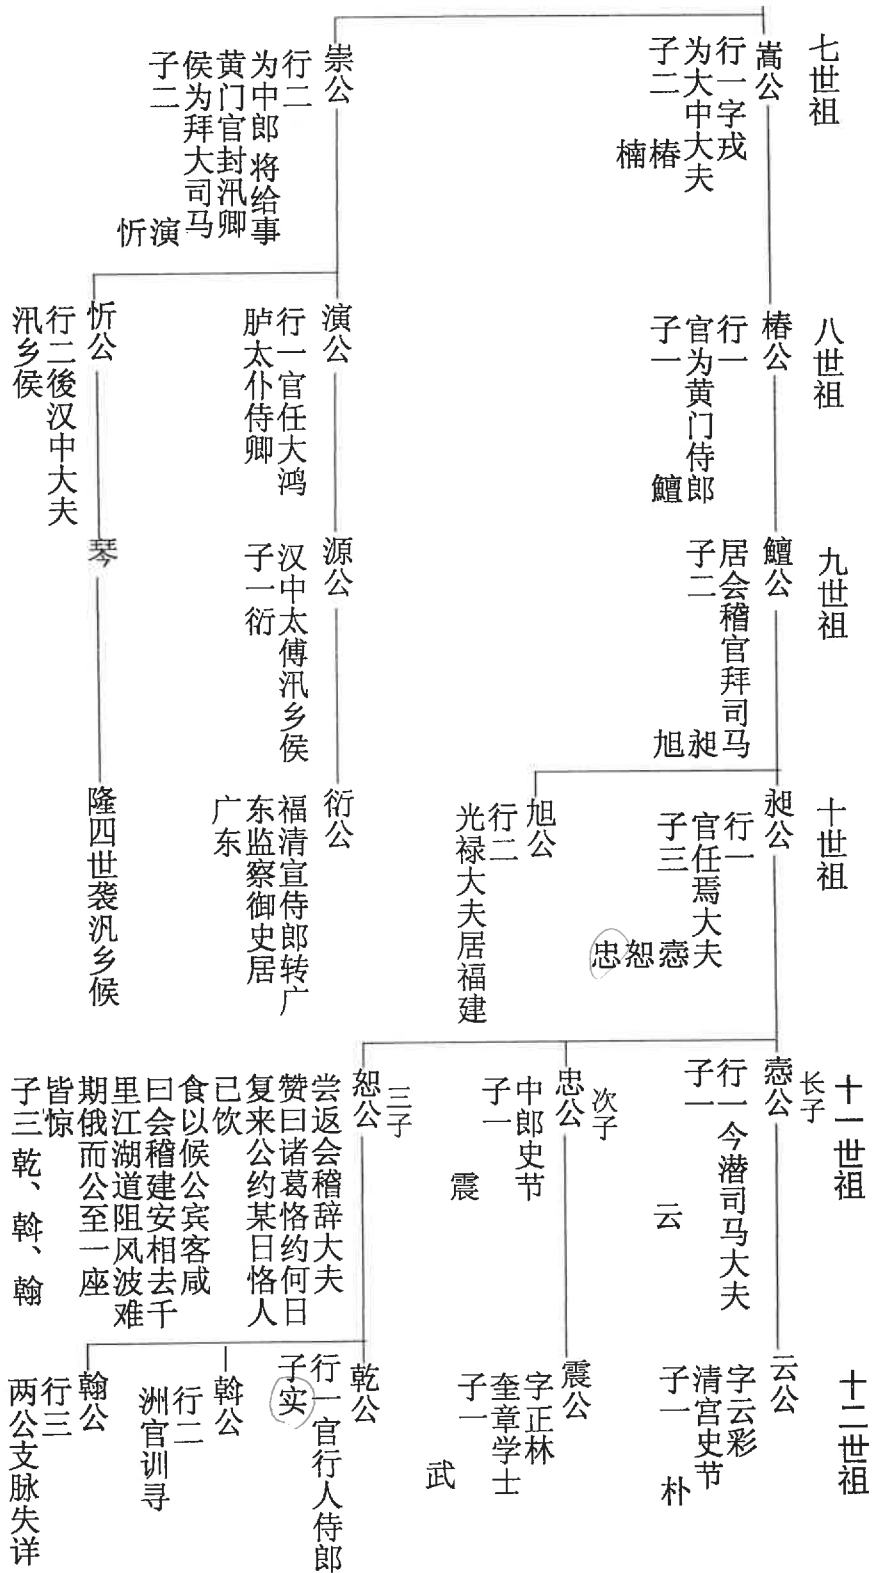 七世祖
嵩公
行一字戎
为大中大夫
子二
椿
楠
崇公
行二
为中郎将给事
黄门官封汛卿
侯为拜大司马
子二
演
忻
八世祖
椿公
行一
官为黄门侍郎
子一
鱣
演公
行一官任大鸿
胪太仆侍卿
忻公
行二後汉中大夫
汛乡侯
九世祖
鱣公
居会稽官拜司马
子二
昶
旭
源公
汉中太傅汛乡侯
子一衍
琴
十世祖
昶公
行一
官任焉大夫
子三
悫
恕
忠
旭公
行二
光禄大夫居福建
衍公
福清宣侍郎转广
东监察御史居
广东
隆四世袭汛乡候
十一世祖
长子
悫公
行一今潜司马大夫
子一
云
次子
忠公
中郎史节
子一
震
三子
恕公
尝返会稽辞大夫
赞曰诸葛恪约何日
复来公约某日恪人
已饮
食以候公宾客咸
曰会稽建安相去千
里江湖道阻风波难
期俄而公至一座
皆惊
子三乾、斡、翰
十二世祖
云公
字云彩
清宫史节
子一
朴
震公
字正林
奎章学士
子一
武
乾公
行一官行人侍郎
子实
斡公
行二
洲官训寻
翰公
行三
两公支脉失详